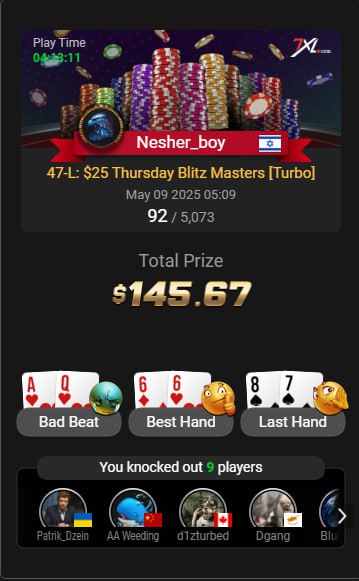 Play Time
04:13:11
7XL
Nesher_boy
47-L: $25 Thursday Blitz Masters [Turbo]
May 09 2025 05:09
92 / 5,073
Total Prize
$145.67
A Q 6 6 8 7
Bad Beat Best Hand Last Hand
You knocked out 9 players
Patrik_Dzein AA Weeding d1zturbed Dgang Blu